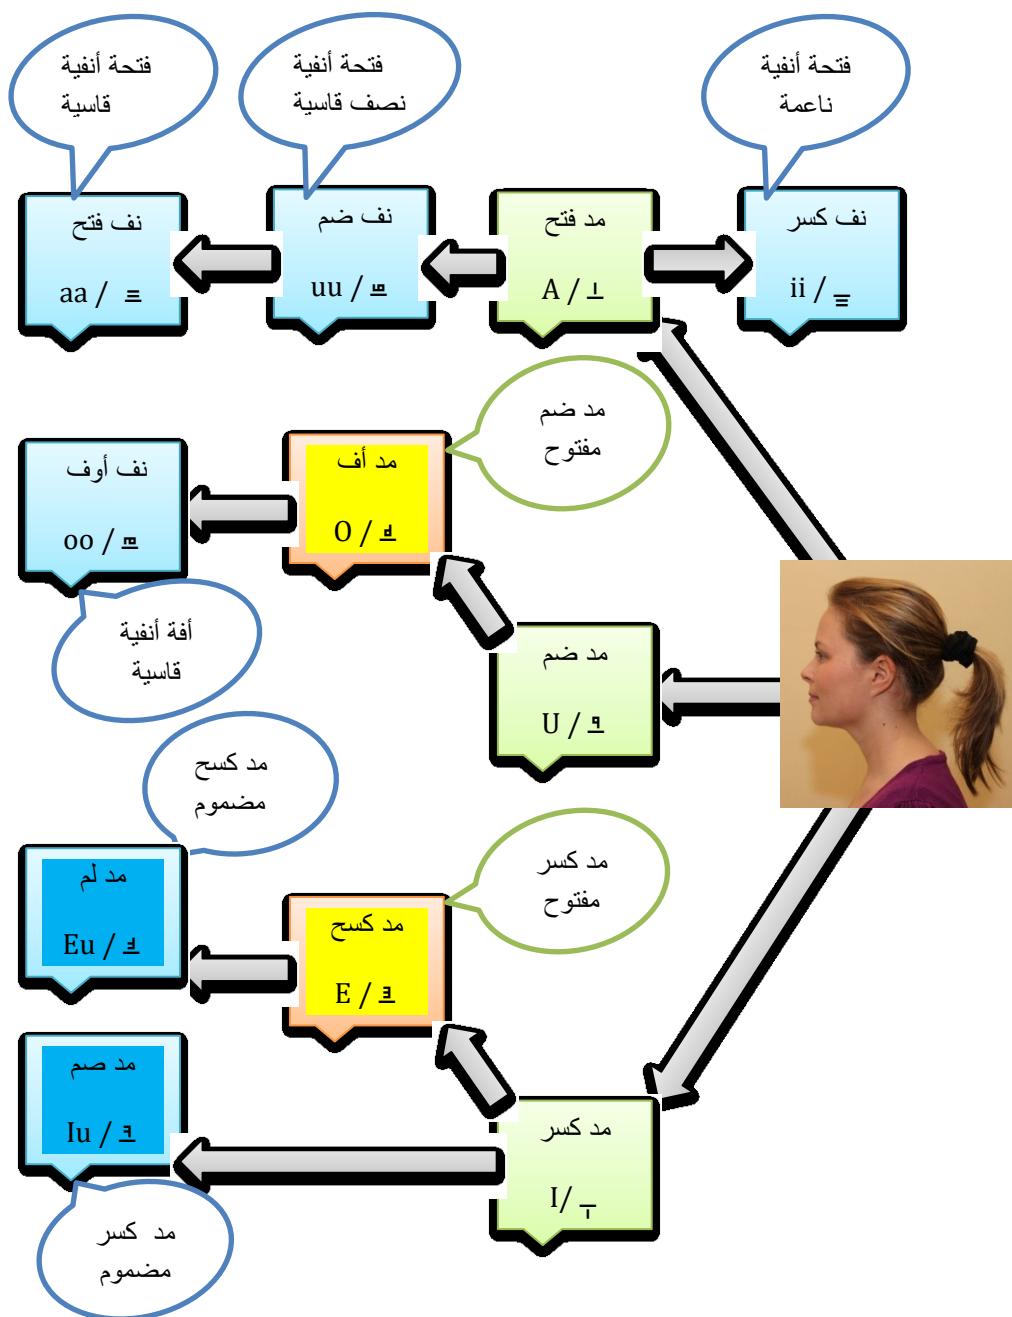 فتحة أنفية
ناعمة
فتحة أنفية
نصف قاسية
فتحة أنفية
قاسية
نف كسر
ii /
مد فتح
A /
نف ضم
uu /
نف فتح
aa /
مد ضم
مفتوح
مد أف
O /
نف أوف
oo /
أفة أنفية
قاسية
مد ضم
U /
مد كسح
مضموم
مد كسر
مفتوح
مد لم
Eu /
مد كسح
E /
مد صم
Iu /
مد كسر
I/
مد كسر
مضموم